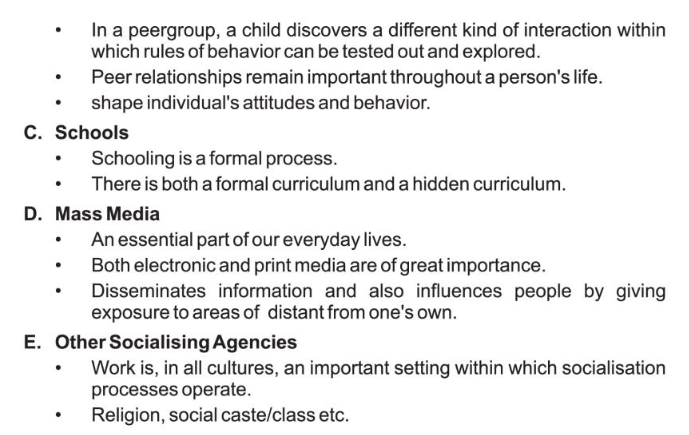 • In a peergroup, a child discovers a different kind of interaction within
which rules of behavior can be tested out and explored.
• Peer relationships remain important throughout a person's life.
• shape individual's attitudes and behavior.
C. Schools
• Schooling is a formal process.
• There is both a formal curriculum and a hidden curriculum.
D. Mass Media
• An essential part of our everyday lives.
• Both electronic and print media are of great importance.
• Disseminates information and also influences people by giving
exposure to areas of distant from one's own.
E. Other Socialising Agencies
• Work is, in all cultures, an important setting within which socialisation
processes operate.
• Religion, social caste/class etc.